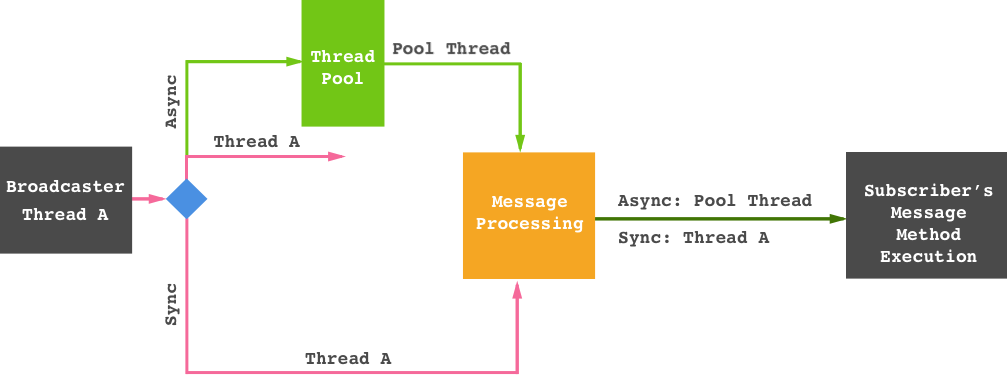 Thread
Pool
Pool Thread
Async
Thread A
Broadcaster
Thread A
Message
Processing
Async: Pool Thread
Sync: Thread A
Subscriber’s
Message
Method
Execution
Sync
Thread A